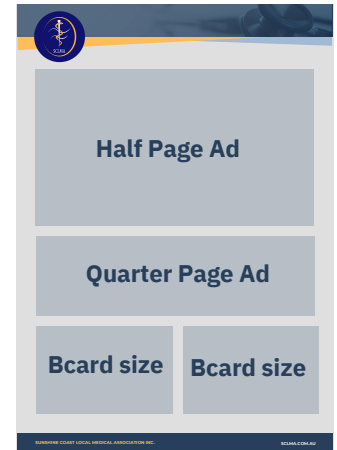 SCLMA
Half Page Ad
Quarter Page Ad
Bcard size
Bcard size
SUNSHINE COAST LOCAL MEDICAL ASSOCIATION INC.
SCLMA.COM.AU